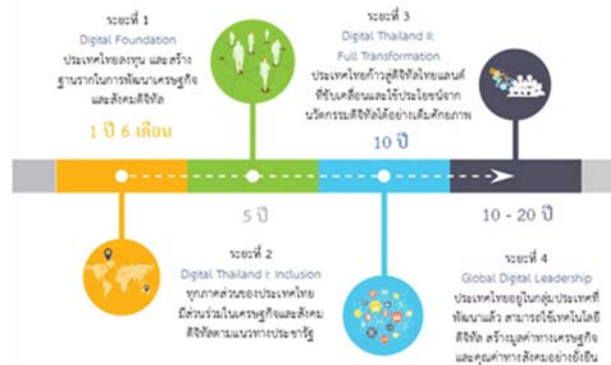 ระยะที่ 1
Digital Foundation
ประเทศไทยลงทุน และสร้าง
ฐานรากในการพัฒนาเศรษฐกิจ
และสังคมดิจิทัล
1 ปี 6 เดือน
ระยะที่ 2
Digital Thailand I: Inclusion
ทุกภาคส่วนของประเทศไทย
มีส่วนร่วมในเศรษฐกิจและสังคม
ดิจิทัลตามแนวทางประชารัฐ
5 ปี
ระยะที่ 3
Digital Thailand II:
Full Transformation
ประเทศไทยก้าวสู่ดิจิทัลไทยแลนด์
ที่ขับเคลื่อนและใช้ประโยชน์จาก
นวัตกรรมดิจิทัลได้อย่างเต็มศักยภาพ
10 ปี
10 - 20 ปี
ระยะที่ 4
Global Digital Leadership
ประเทศไทยอยู่ในกลุ่มประเทศที่
พัฒนาแล้ว สามารถใช้เทคโนโลยี
ดิจิทัล สร้างมูลค่าทางเศรษฐกิจ
และคุณค่าทางสังคมอย่างยั่งยืน